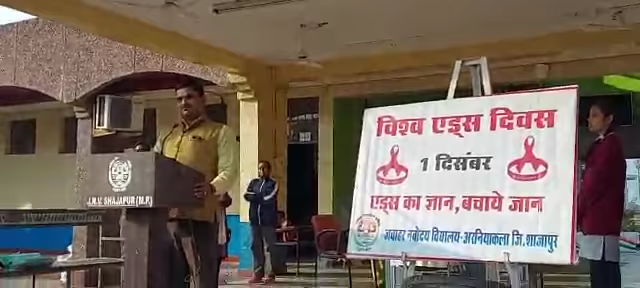 विश्व एड्स दिवस
1 दिसंबर
एड्स का ज्ञान, बचाये जान
जवाहर नवोदय विद्यालय-अरनियाकला जि.शाजापुर
J.N.V. SHAJAPUR (M.P.)